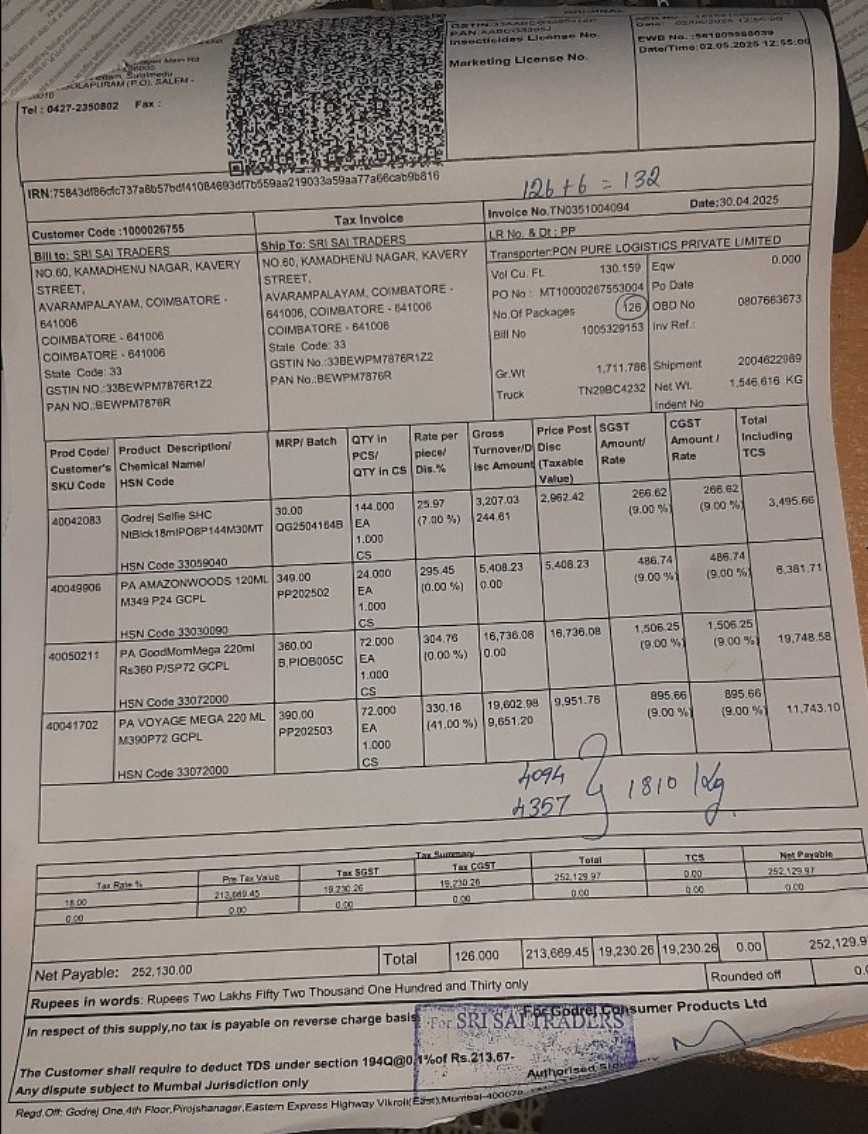 Tel : 0427-2350802 Fax :
PAN
Insecticides License No.
Marketing License No.
EWB No. :561809568039
Date/Time:02.05.2025 12:55:00
IRN:75843df86cfc737a8b57bdf41084693df7b559aa219033a59aa77a66cab9b816
126 + 6 = 132
Customer Code :1000026755
Tax Invoice
Invoice No.TN0351004094 Date:30.04.2025
Bill to: SRI SAI TRADERS
NO.60, KAMADHENU NAGAR, KAVERY
STREET,
AVARAMPALAYAM, COIMBATORE -
641006
COIMBATORE - 641006
COIMBATORE - 641006
State Code: 33
GSTIN NO.:33BEWPM7876R1Z2
PAN NO.:BEWPM7876R
Ship To: SRI SAI TRADERS
NO.60, KAMADHENU NAGAR, KAVERY
STREET,
AVARAMPALAYAM, COIMBATORE -
641006, COIMBATORE - 641006
COIMBATORE - 641006
State Code: 33
GSTIN No.:33BEWPM7876R1Z2
PAN No.:BEWPM7876R
LR No. & Dt : PP
Transporter:PON PURE LOGISTICS PRIVATE LIMITED
Vol Cu. Ft. 130.159 Eqw 0.000
PO No : MT10000267553004 Po Date
No.Of Packages 126 OBD No 0807663673
Bill No 1005329153 Inv Ref.:
Gr.Wt 1,711.786 Shipment 2004622989
Truck TN29BC4232 Net Wt. 1,546.616 KG
Indent No
Prod Code/ Customer's SKU Code
Product Description/ Chemical Name/ HSN Code
MRP/ Batch
QTY in PCS/ QTY in CS
Rate per piece/ Dis.%
Gross Turnover/D isc Amount
Price Post Disc (Taxable Value)
SGST Amount/ Rate
CGST Amount / Rate
Total Including TCS
40042083 Godrej Selfie SHC 30.00 144.000 25.97 3,207.03 2,962.42 266.62 266.62 3,495.66
NtBlck18mlPO8P144M30MT QG2504164B EA (7.00 %) 244.61 (9.00 %) (9.00 %)
1.000
HSN Code 33059040 CS
40049906 PA AMAZONWOODS 120ML 349.00 24.000 295.45 5,408.23 5,408.23 486.74 486.74 6,381.71
M349 P24 GCPL PP202502 EA (0.00 %) 0.00 (9.00 %) (9.00 %)
1.000
HSN Code 33030090 CS
40050211 PA GoodMomMega 220ml 360.00 72.000 304.76 16,736.08 16,736.08 1,506.25 1,506.25 19,748.58
Rs360 P/SP72 GCPL B.PIOB005C EA (0.00 %) 0.00 (9.00 %) (9.00 %)
1.000
HSN Code 33072000 CS
40041702 PA VOYAGE MEGA 220 ML 390.00 72.000 330.16 19,602.98 9,951.76 895.66 895.66 11,743.10
M390P72 GCPL PP202503 EA (41.00 %) 9,651.20 (9.00 %) (9.00 %)
1.000
HSN Code 33072000 CS
4094
4357
1810 Kg.
Tax Summary
Tax Rate % Pre Tax Value Tax SGST Tax CGST Total TCS Net Payable
18.00 213,669.45 19,230.26 19,230.26 252,129.97 0.00 252,129.97
0.00 0.00 0.00 0.00 0.00 0.00 0.00
Net Payable: 252,130.00 Total 126.000 213,669.45 19,230.26 19,230.26 0.00 252,129.9
Rupees in words: Rupees Two Lakhs Fifty Two Thousand One Hundred and Thirty only Rounded off
In respect of this supply,no tax is payable on reverse charge basis
For Godrej Consumer Products Ltd
For SRI SAI TRADERS
The Customer shall require to deduct TDS under section 194Q@0.1%of Rs.213,67-
Authorised
Any dispute subject to Mumbai Jurisdiction only
Regd.Off: Godrej One,4th Floor,Pirojshanagar,Eastern Express Highway Vikroli(East),Mumbai-400079